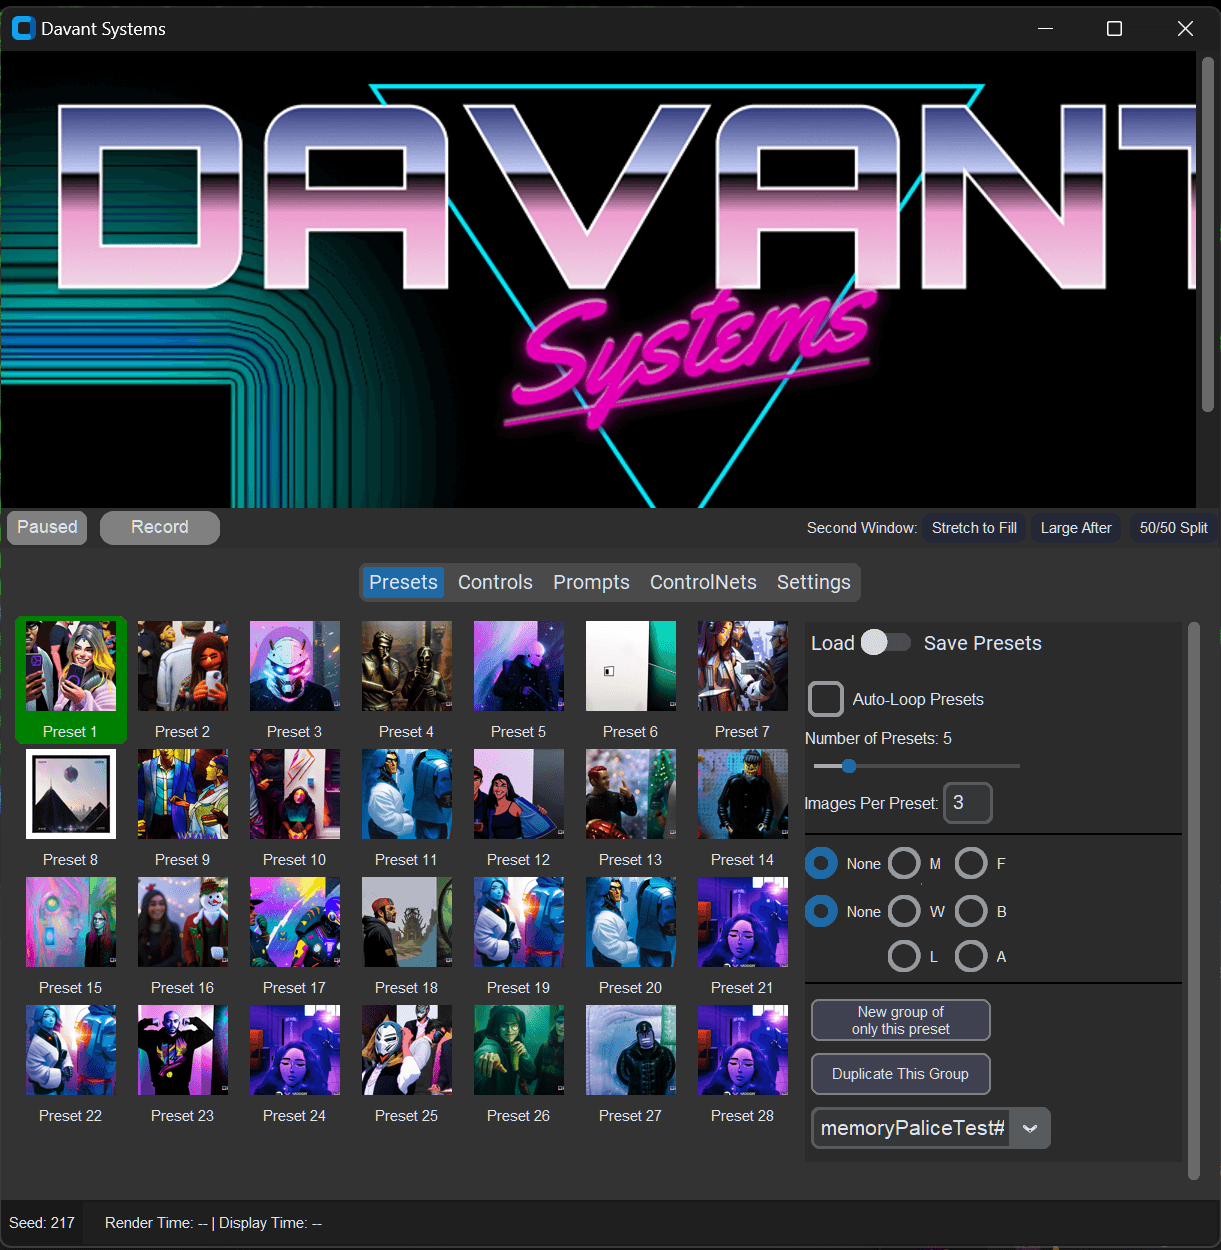 Davant Systems
DAVANT
Systems
Paused
Record
Second Window:
Stretch to Fill
Large After
50/50 Split
Presets
Controls
Prompts
ControlNets
Settings
Preset 1
Preset 2
Preset 3
Preset 4
Preset 5
Preset 6
Preset 7
Preset 8
Preset 9
Preset 10
Preset 11
Preset 12
Preset 13
Preset 14
Preset 15
Preset 16
Preset 17
Preset 18
Preset 19
Preset 20
Preset 21
Preset 22
Preset 23
Preset 24
Preset 25
Preset 26
Preset 27
Preset 28
Load
Save Presets
Auto-Loop Presets
Number of Presets: 5
Images Per Preset: 3
None M F
None W B
L A
New group of
only this preset
Duplicate This Group
memoryPaliceTest#
Seed: 217
Render Time: -- | Display Time: --